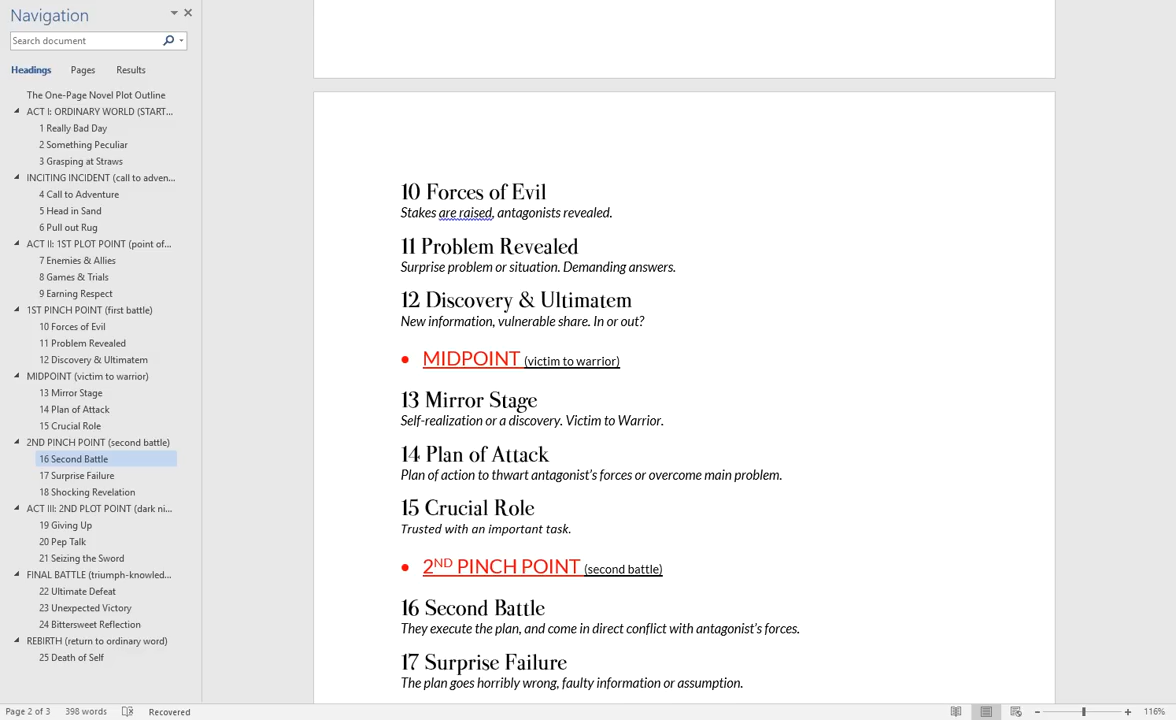 Navigation
Search document
Headings Pages Results
The One-Page Novel Plot Outline
ACT I: ORDINARY WORLD (START...
1 Really Bad Day
2 Something Peculiar
3 Grasping at Straws
INCITING INCIDENT (call to adven...
4 Call to Adventure
5 Head in Sand
6 Pull out Rug
ACT II: 1ST PLOT POINT (point of...
7 Enemies & Allies
8 Games & Trials
9 Earning Respect
1ST PINCH POINT (first battle)
10 Forces of Evil
11 Problem Revealed
12 Discovery & Ultimatem
MIDPOINT (victim to warrior)
13 Mirror Stage
14 Plan of Attack
15 Crucial Role
2ND PINCH POINT (second battle)
16 Second Battle
17 Surprise Failure
18 Shocking Revelation
ACT III: 2ND PLOT POINT (dark ni...
19 Giving Up
20 Pep Talk
21 Seizing the Sword
FINAL BATTLE (triumph-knowled...
22 Ultimate Defeat
23 Unexpected Victory
24 Bittersweet Reflection
REBIRTH (return to ordinary word)
25 Death of Self
10 Forces of Evil
Stakes are raised, antagonists revealed.
11 Problem Revealed
Surprise problem or situation. Demanding answers.
12 Discovery & Ultimatem
New information, vulnerable share. In or out?
• MIDPOINT (victim to warrior)
13 Mirror Stage
Self-realization or a discovery. Victim to Warrior.
14 Plan of Attack
Plan of action to thwart antagonist's forces or overcome main problem.
15 Crucial Role
Trusted with an important task.
• 2ND PINCH POINT (second battle)
16 Second Battle
They execute the plan, and come in direct conflict with antagonist's forces.
17 Surprise Failure
The plan goes horribly wrong, faulty information or assumption.
Page 2 of 3 398 words Recovered 116%